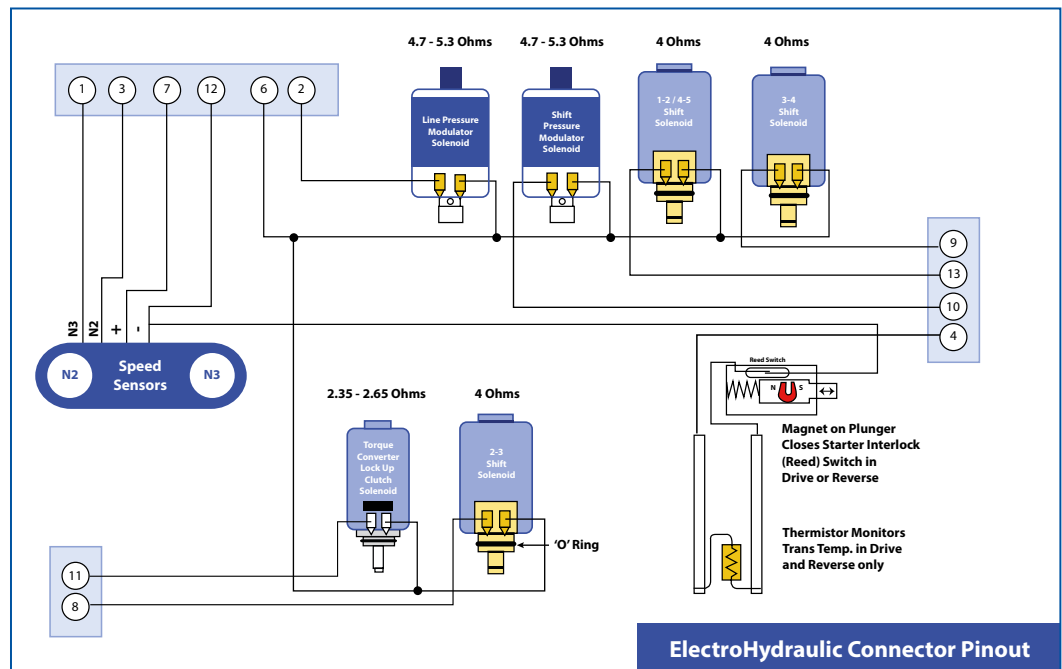 4.7 - 5.3 Ohms
4.7 - 5.3 Ohms
4 Ohms
4 Ohms
1
3
7
12
6
2
Line Pressure
Modulator
Solenoid
Shift
Pressure
Modulator
Solenoid
1-2 / 4-5
Shift
Solenoid
3-4
Shift
Solenoid
9
13
10
4
N3
N2
+
-
N2
Speed
Sensors
N3
Reed Switch
N
S
2.35 - 2.65 Ohms
4 Ohms
Torque
Converter
Lock Up
Clutch
Solenoid
2-3
Shift
Solenoid
Magnet on Plunger
Closes Starter Interlock
(Reed) Switch in
Drive or Reverse
'O' Ring
Thermistor Monitors
Trans Temp. in Drive
and Reverse only
11
8
ElectroHydraulic Connector Pinout